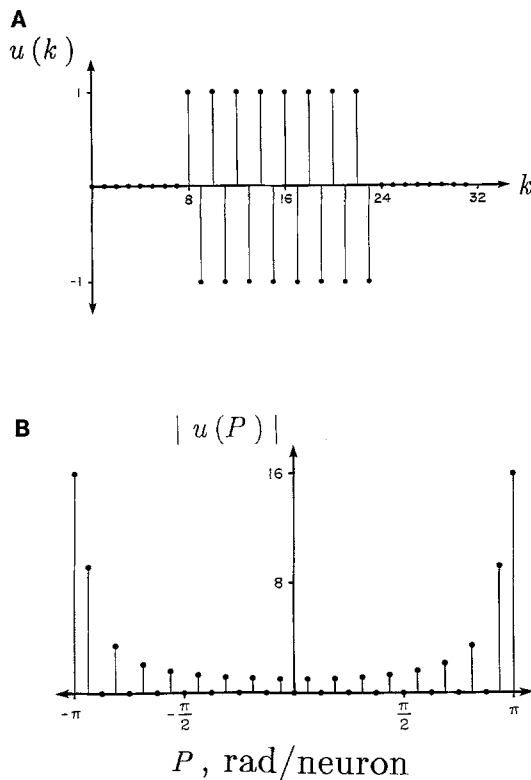 A
u(k)
1
8 16 24 32 k
-1
B
| u(P) |
16
8
-π -π/2 π/2 π
P, rad/neuron